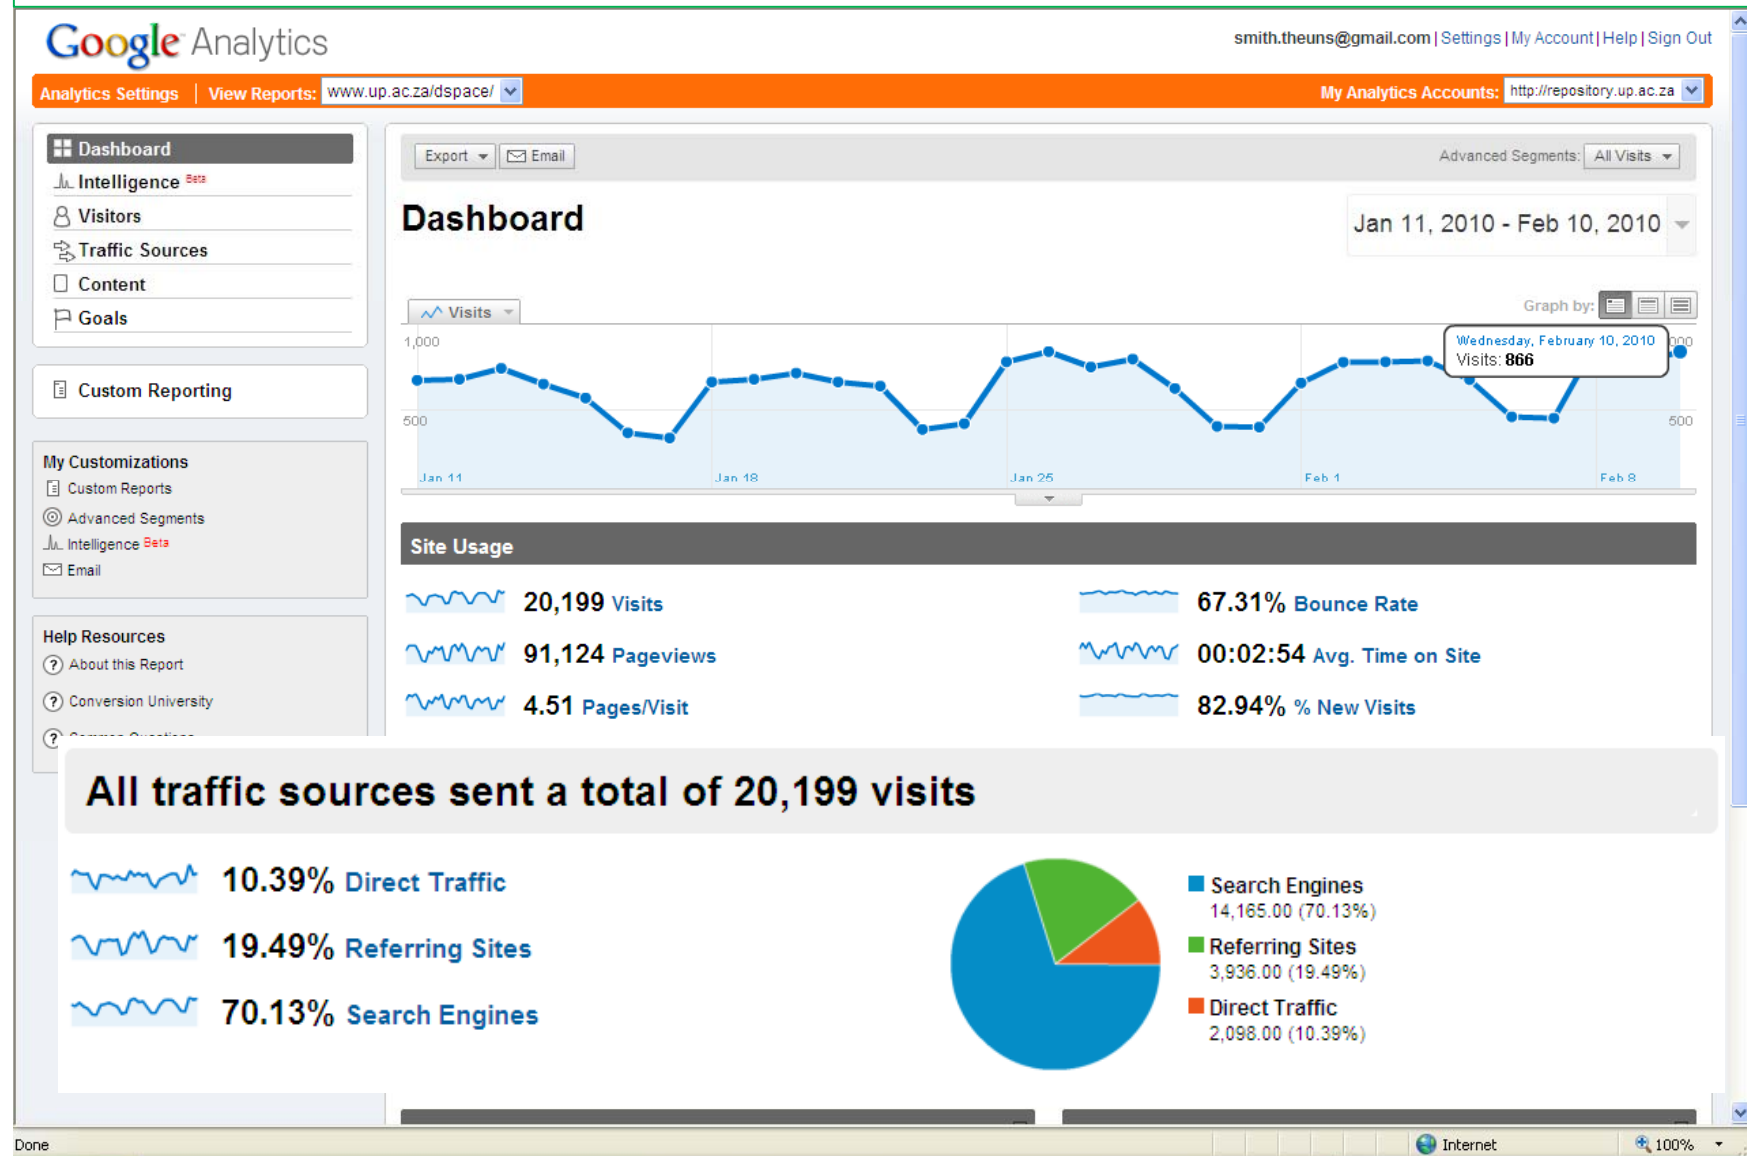 Google Analytics
smith.theuns@gmail.com | Settings | My Account | Help | Sign Out
Analytics Settings | View Reports: www.up.ac.za/dspace/
My Analytics Accounts: http://repository.up.ac.za
Dashboard
Intelligence Beta
Visitors
Traffic Sources
Content
Goals
Custom Reporting
My Customizations
Custom Reports
Advanced Segments
Intelligence Beta
Email
Help Resources
About this Report
Conversion University
Export Email
Advanced Segments: All Visits
Dashboard
Jan 11, 2010 - Feb 10, 2010
Visits
Graph by:
1,000
Wednesday, February 10, 2010
Visits: 866
500
500
Jan 11 Jan 18 Jan 25 Feb 1 Feb 8
Site Usage
20,199 Visits
67.31% Bounce Rate
91,124 Pageviews
00:02:54 Avg. Time on Site
4.51 Pages/Visit
82.94% % New Visits
All traffic sources sent a total of 20,199 visits
10.39% Direct Traffic
19.49% Referring Sites
70.13% Search Engines
Search Engines
14,165.00 (70.13%)
Referring Sites
3,936.00 (19.49%)
Direct Traffic
2,098.00 (10.39%)
Done
Internet
100%